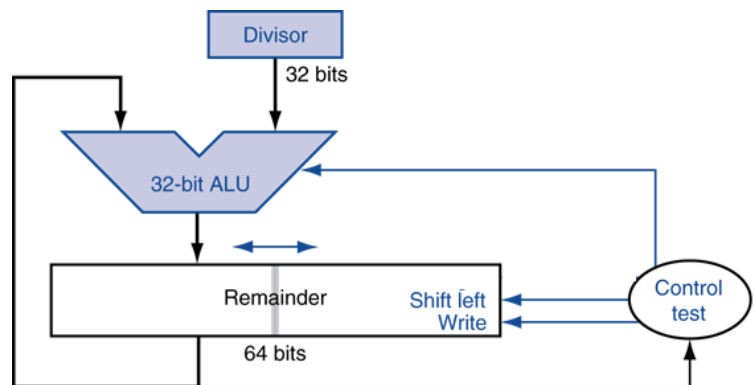 Divisor
32 bits
32-bit ALU
Remainder
Shift left
Write
Control
test
64 bits